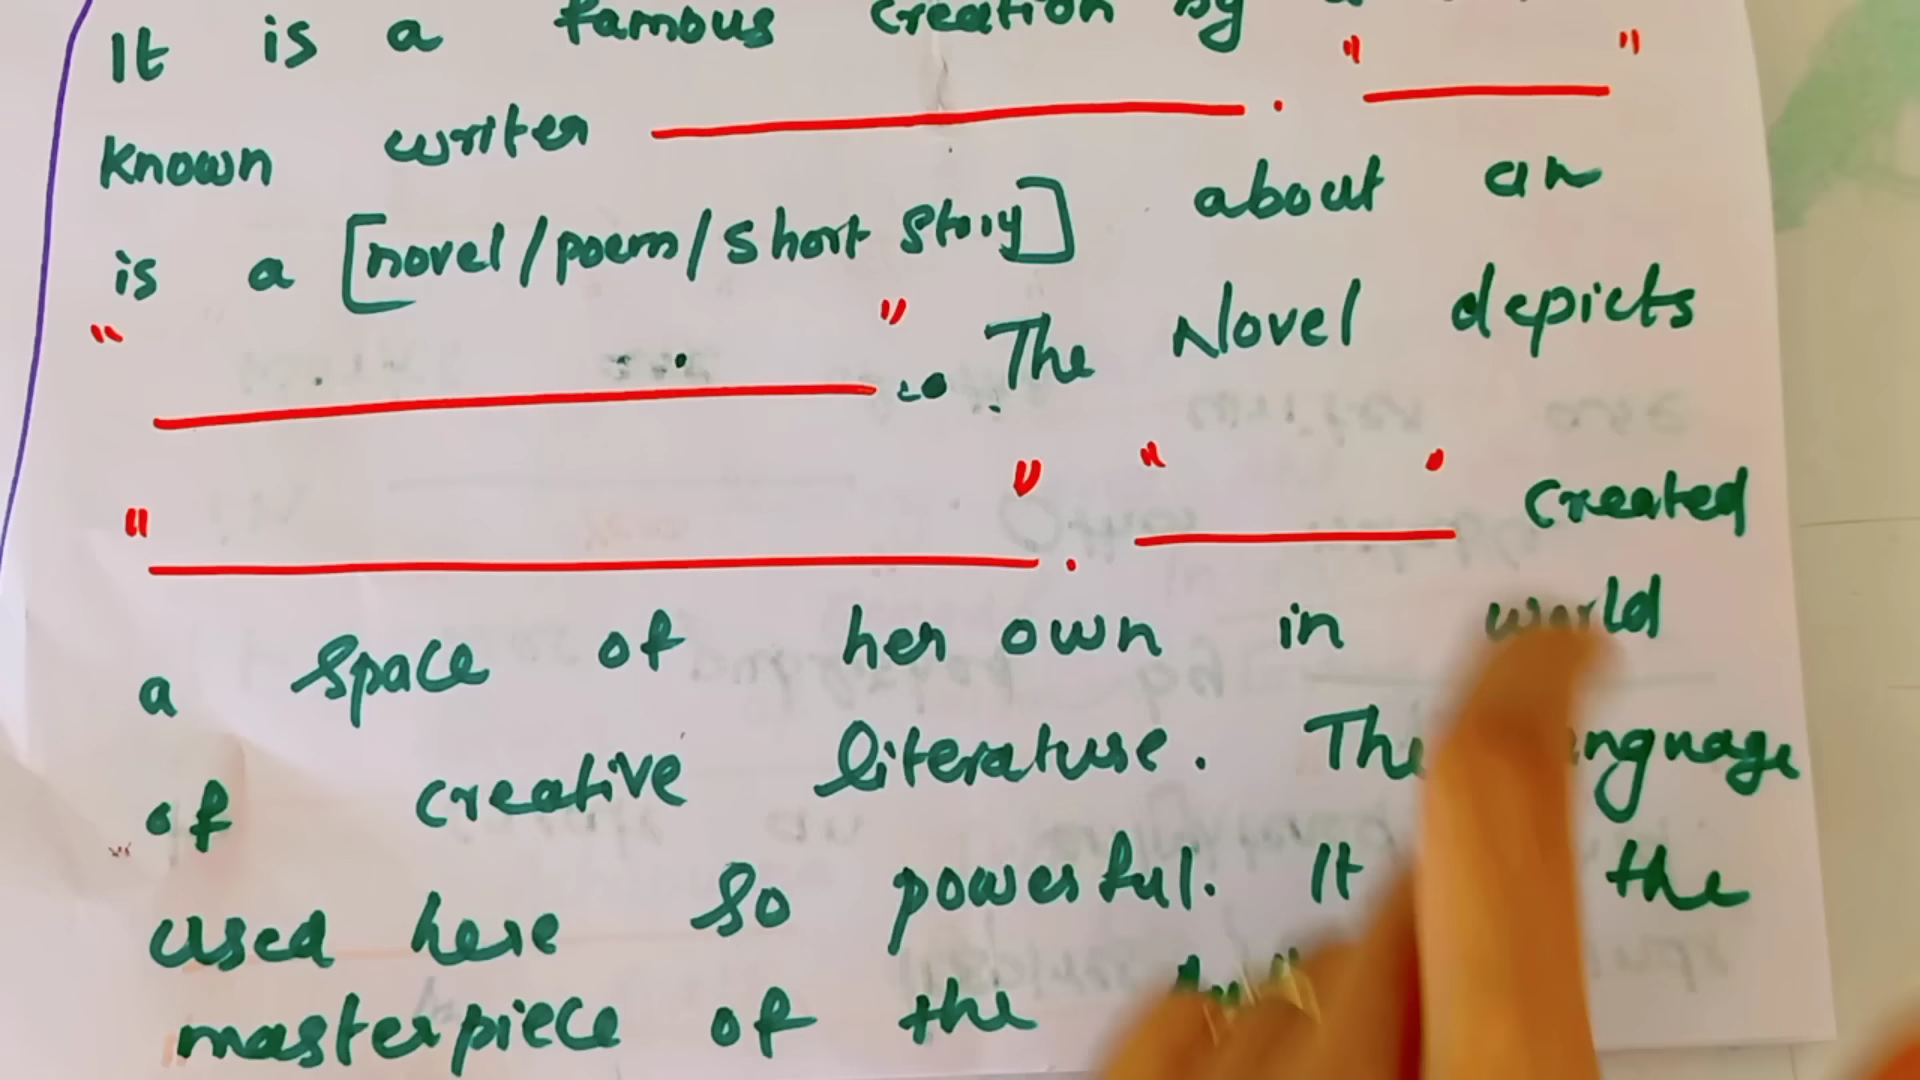 It is a famous creation by a
known writer ________. "______"
is a [novel/poem/short story] about an
"________". The Novel depicts
"________". "______" created
a space of her own in world
of creative literature. The language
used here so powerful. It the
masterpiece of the